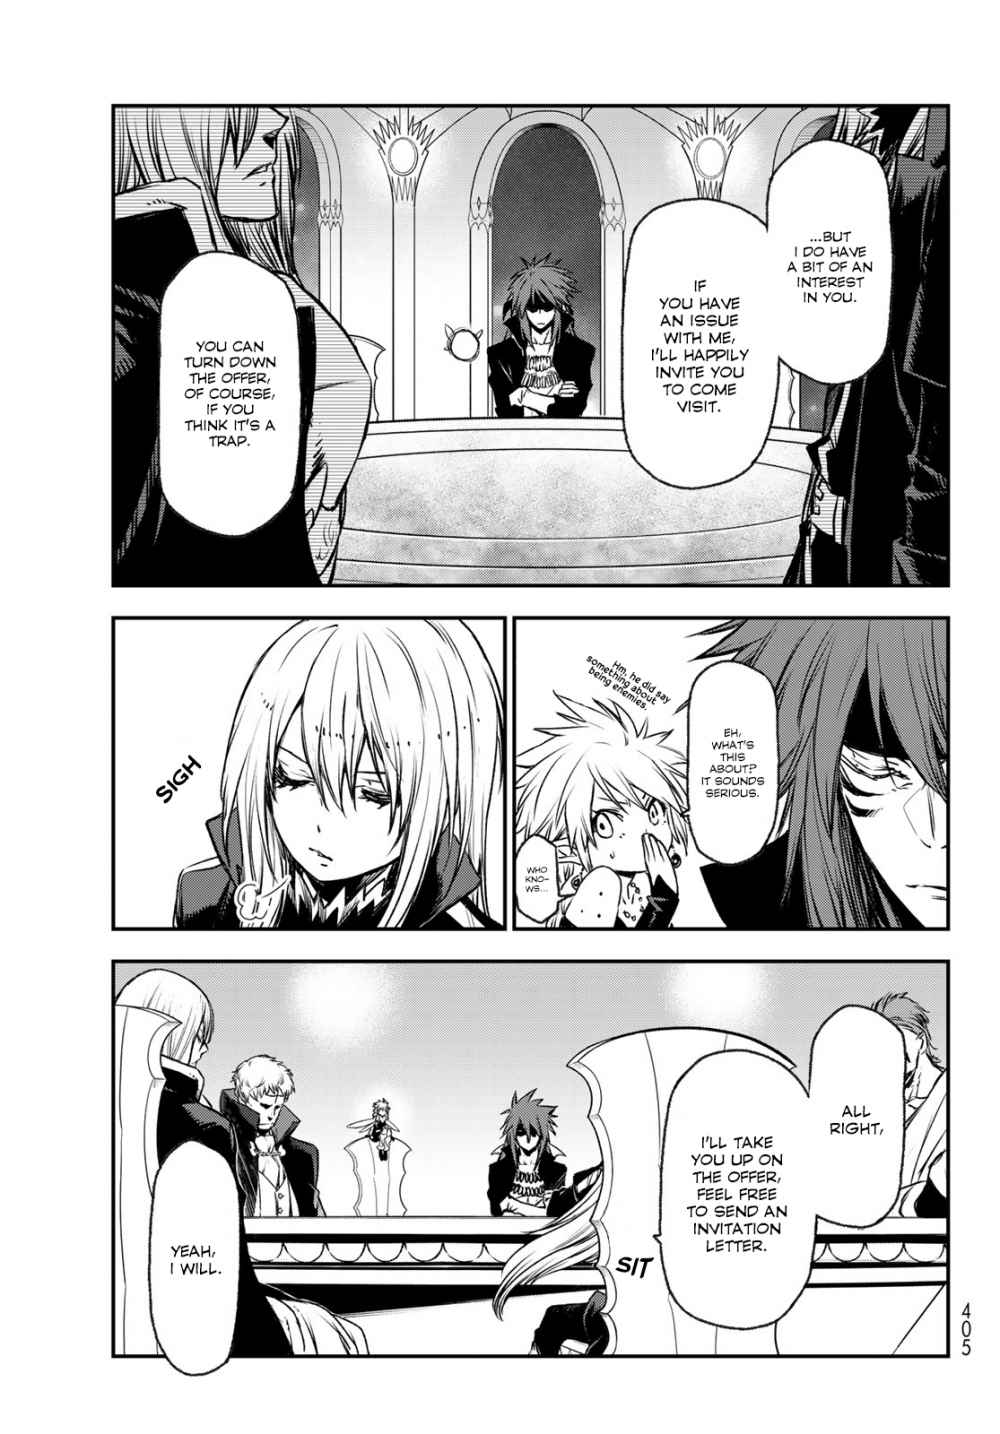 ...BUT
I DO HAVE
A BIT OF AN
INTEREST
IN YOU.
IF
YOU HAVE
AN ISSUE
WITH ME,
I'LL HAPPILY
INVITE YOU
TO COME
VISIT.
YOU CAN
TURN DOWN
THE OFFER,
OF COURSE,
IF YOU
THINK IT'S A
TRAP.
EH,
WHAT'S
THIS
ABOUT?
IT SOUNDS
SERIOUS.
Hm, he did say
something about
being enemies.
WHO
KNO-
WS...
SIGH
ALL
RIGHT,
I'LL TAKE
YOU UP ON
THE OFFER,
FEEL FREE
TO SEND AN
INVITATION
LETTER.
SIT
YEAH,
I WILL.
405